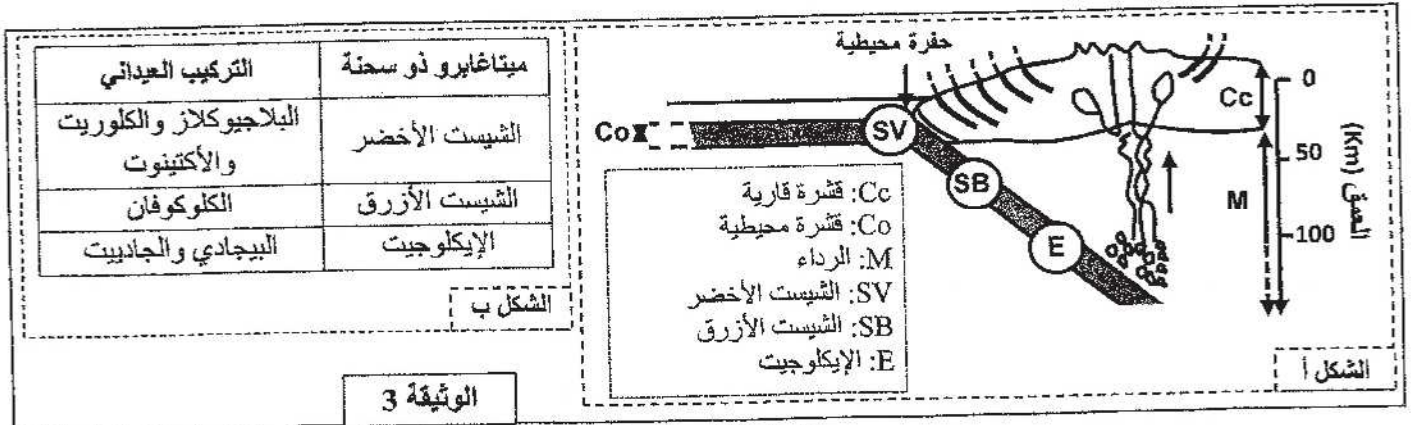 حفرة محيطية
Co
SV
SB
E
Cc
M
0
50
100
العمق (Km)
Cc: قشرة قارية
Co: قشرة محيطية
M: الرداء
SV: الشيست الأخضر
SB: الشيست الأزرق
E: الإيكلوجيت
الشكل أ
ميتاغابرو ذو سحنة
التركيب العيداني
الشيست الأخضر
البلاجيوكلاز والكلوريت
والأكتينوت
الشيست الأزرق
الكلوكوفان
الإيكلوجيت
البيجادي والجادييت
الشكل ب
الوثيقة 3